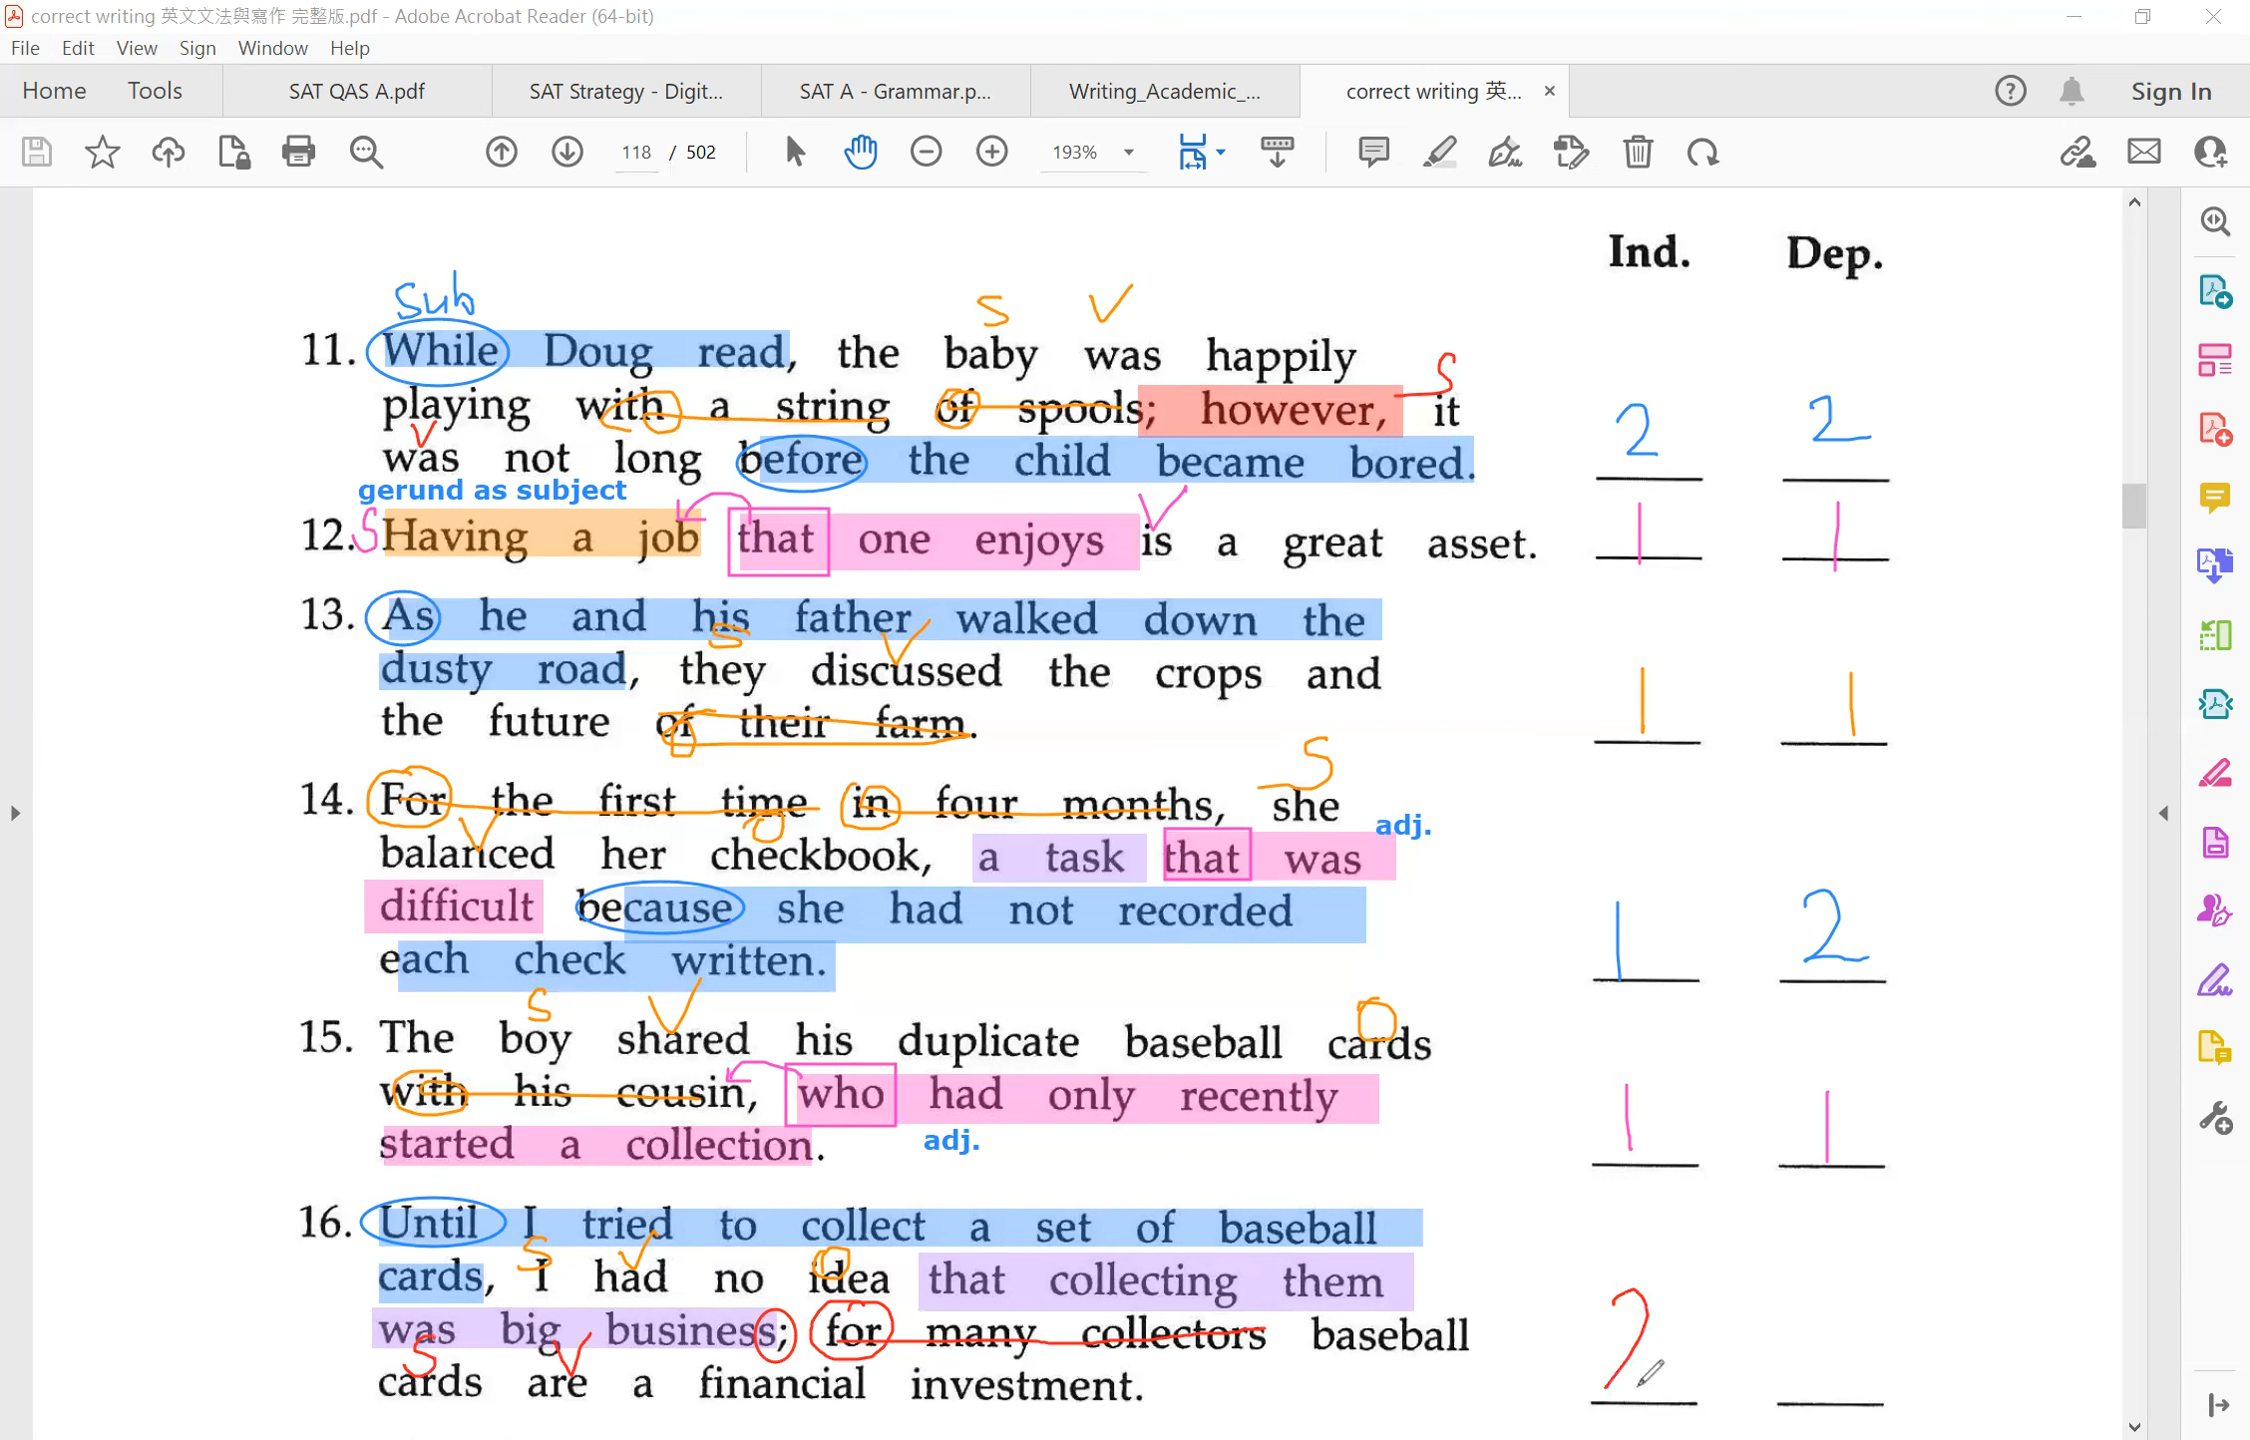 correct writing 英文文法與寫作 完整版.pdf - Adobe Acrobat Reader (64-bit)
File Edit View Sign Window Help
Home Tools SAT QAS A.pdf SAT Strategy - Digit... SAT A - Grammar.p... Writing_Academic_... correct writing 英... × Sign In
118 / 502 193%
Ind. Dep.
Sub S V
11. While Doug read, the baby was happily
S
playing with a string of spools; however, it 2 2
V
was not long before the child became bored.
gerund as subject
S V
12. Having a job that one enjoys is a great asset. 1 1
13. As he and his father walked down the
S V
dusty road, they discussed the crops and 1 1
the future of their farm.
S
14. For the first time in four months, she
V O adj.
balanced her checkbook, a task that was
difficult because she had not recorded 1 2
each check written.
S V O
15. The boy shared his duplicate baseball cards
with his cousin, who had only recently 1 1
started a collection. adj.
16. Until I tried to collect a set of baseball
S V O
cards, I had no idea that collecting them
was big business; for many collectors baseball 2
S V
cards are a financial investment.